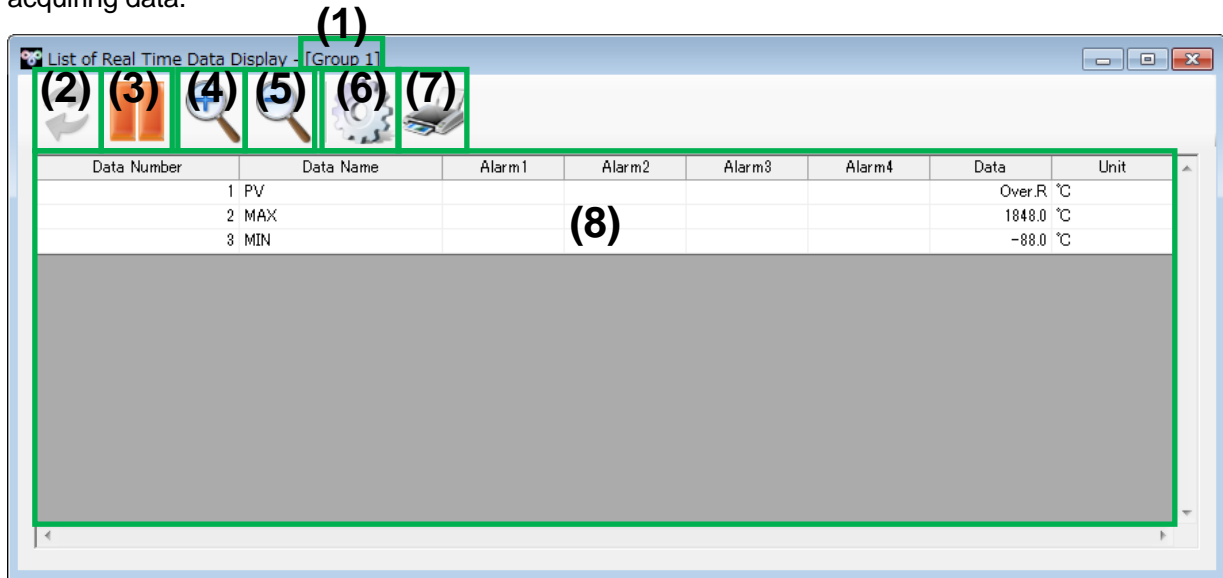 acquiring data.
(1)
List of Real Time Data Display - [Group 1]
(2) (3) (4) (5) (6) (7)
Data Number Data Name Alarm1 Alarm2 Alarm3 Alarm4 Data Unit
1 PV Over.R ℃
2 MAX 1848.0 ℃
(8)
3 MIN -88.0 ℃